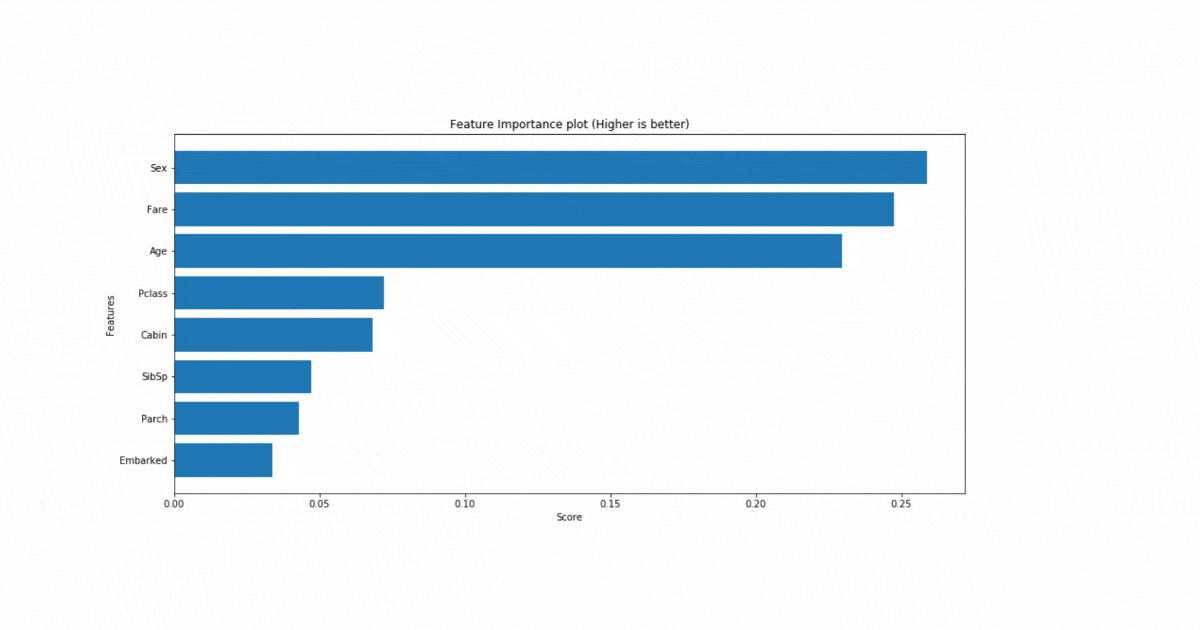 Feature Importance plot (Higher is better)
Sex
Fare
Age
Pclass
Cabin
SibSp
Parch
Embarked
Features
0.00 0.05 0.10 0.15 0.20 0.25
Score